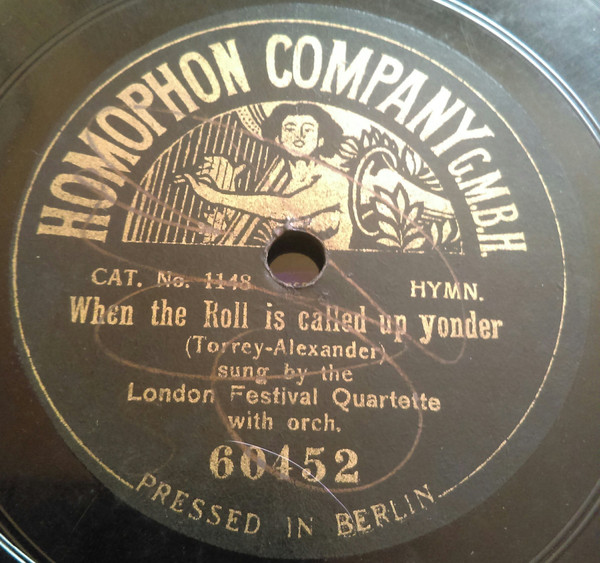 HOMOPHON COMPANY G.M.B.H.
CAT. No. 1148
HYMN.
When the Roll is called up yonder
(Torrey-Alexander)
sung by the
London Festival Quartette
with orch.
60452
PRESSED IN BERLIN